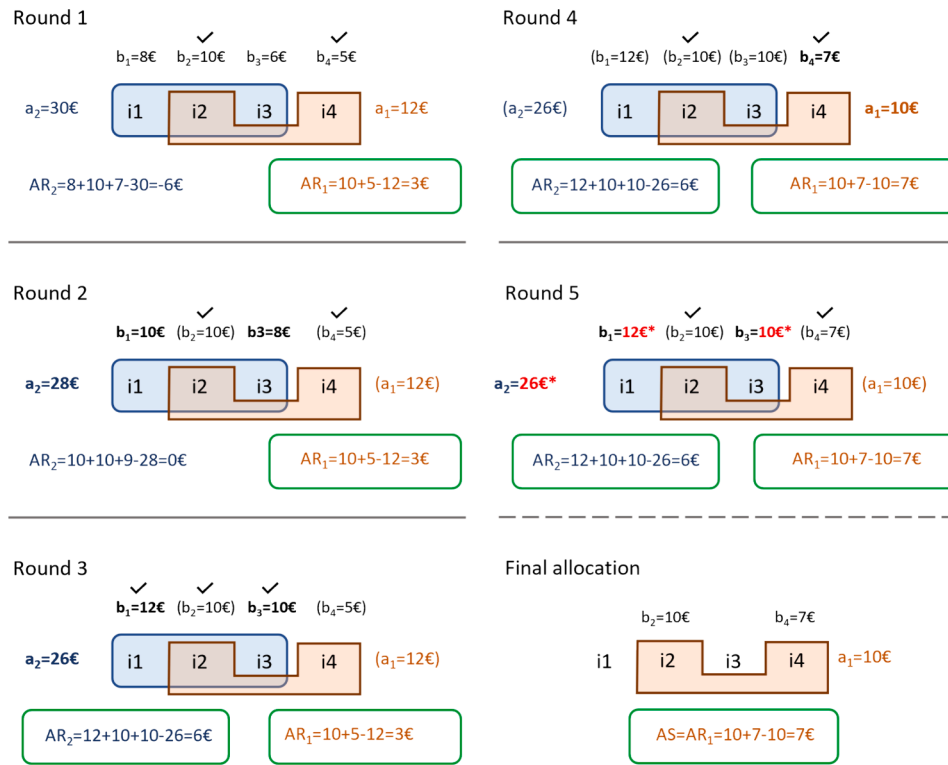 Round 1
b₁=8€ b₂=10€ b₃=6€ b₄=5€
a₂=30€ i1 i2 i3 i4 a₁=12€
AR₂=8+10+7-30=-6€ AR₁=10+5-12=3€
Round 2
b₁=10€ (b₂=10€) b3=8€ (b₄=5€)
a₂=28€ i1 i2 i3 i4 (a₁=12€)
AR₂=10+10+9-28=0€ AR₁=10+5-12=3€
Round 3
b₁=12€ (b₂=10€) b₃=10€ (b₄=5€)
a₂=26€ i1 i2 i3 i4 (a₁=12€)
AR₂=12+10+10-26=6€ AR₁=10+5-12=3€
Round 4
(b₁=12€) (b₂=10€) (b₃=10€) b₄=7€
(a₂=26€) i1 i2 i3 i4 a₁=10€
AR₂=12+10+10-26=6€ AR₁=10+7-10=7€
Round 5
b₁=12€* (b₂=10€) b₃=10€* (b₄=7€)
a₂=26€* i1 i2 i3 i4 (a₁=10€)
AR₂=12+10+10-26=6€ AR₁=10+7-10=7€
Final allocation
b₂=10€ b₄=7€
i1 i2 i3 i4 a₁=10€
AS=AR₁=10+7-10=7€